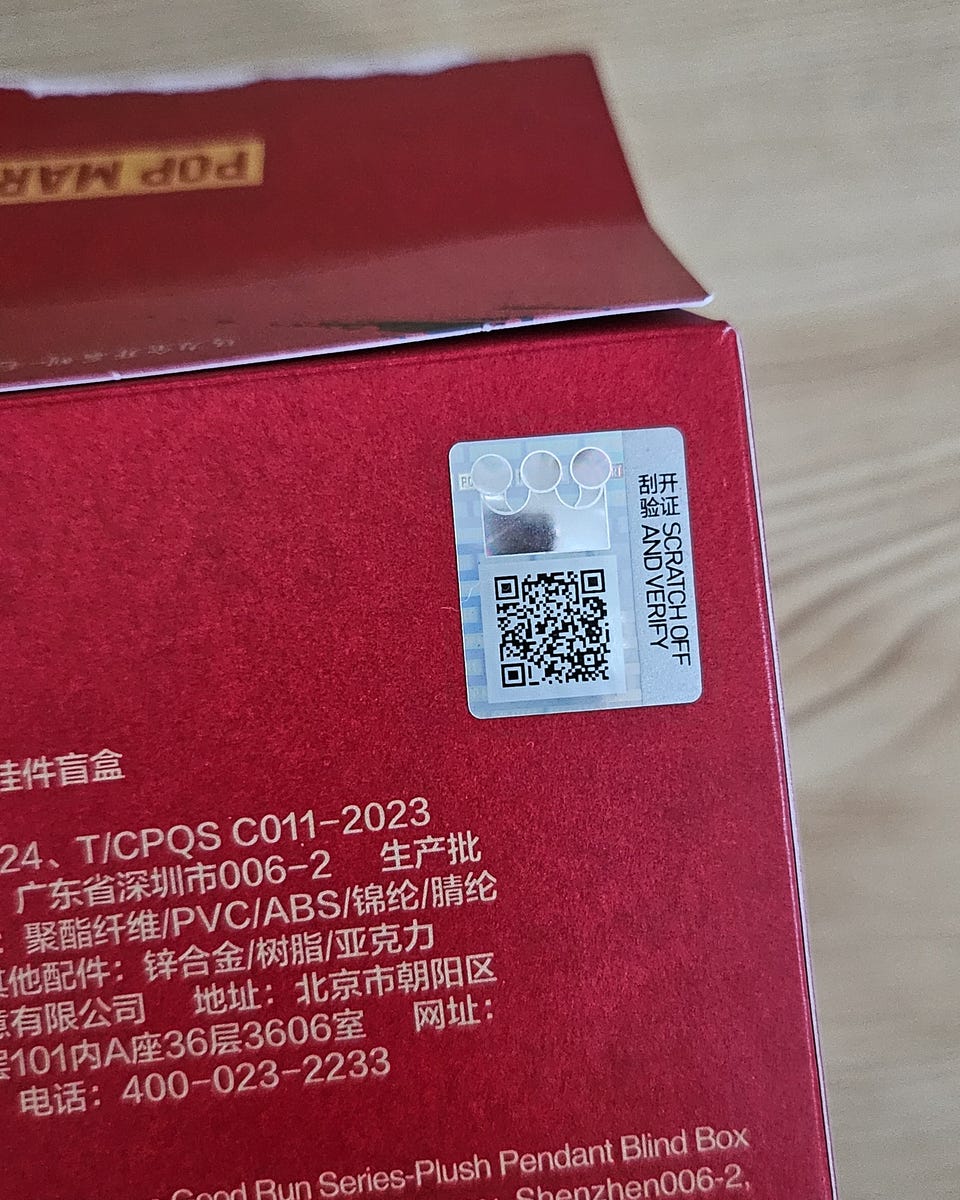 POP MAR
刮开
验证
SCRATCH OFF
AND VERIFY
挂件盲盒
24、T/CPQS C011-2023
广东省深圳市006-2 生产批
：聚酯纤维/PVC/ABS/锦纶/腈纶
其他配件：锌合金/树脂/亚克力
有限公司 地址：北京市朝阳区
层101内A座36层3606室 网址：
电话：400-023-2233
Good Run Series-Plush Pendant Blind Box
Shenzhen006-2,